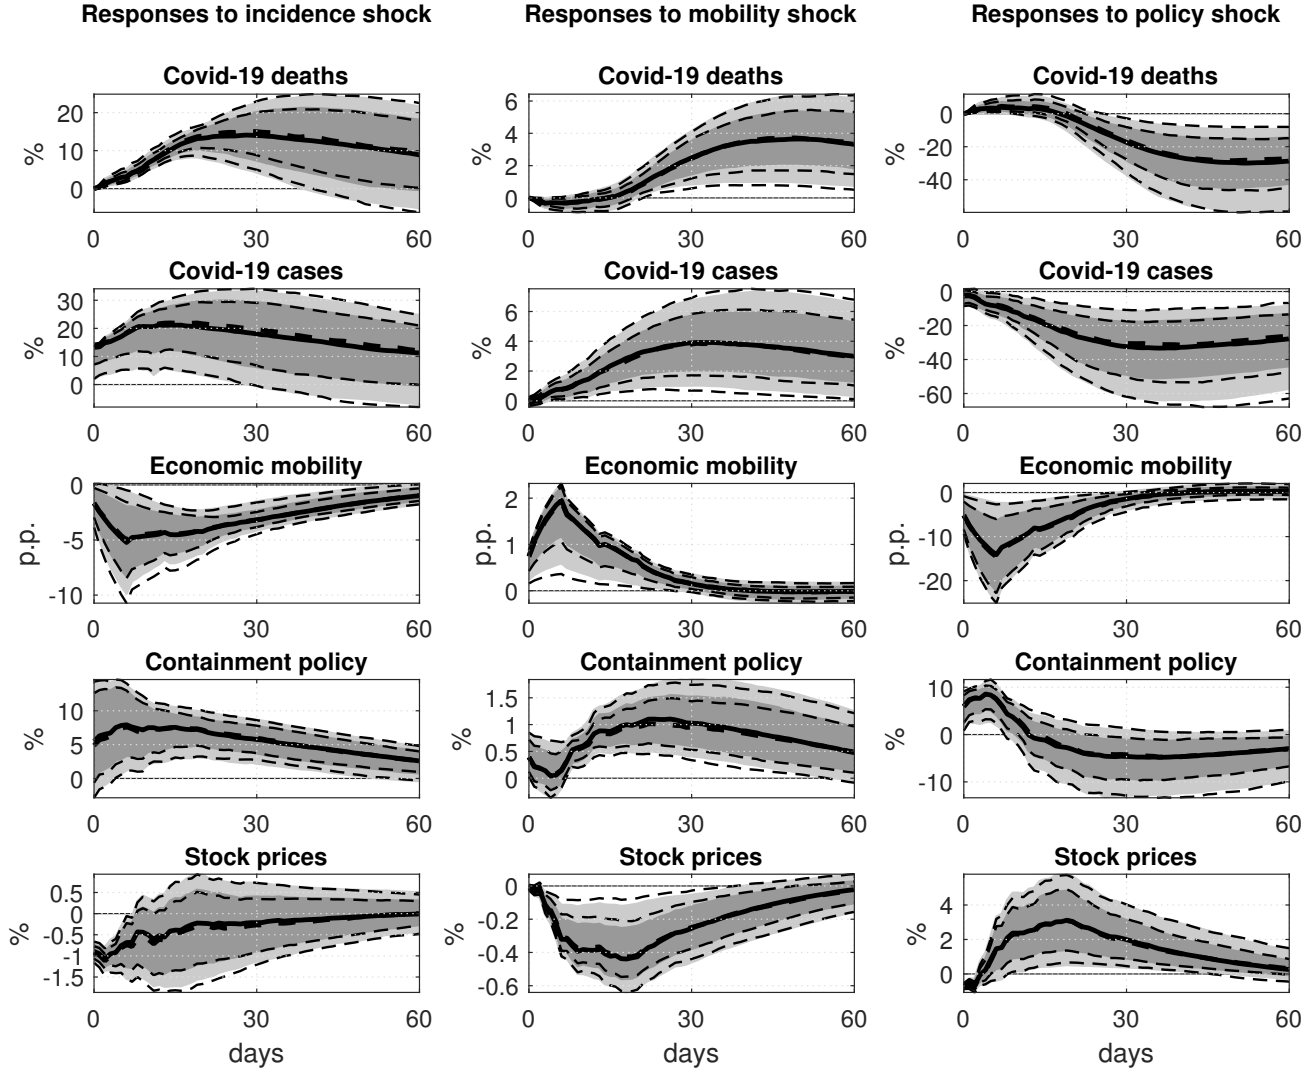 Responses to incidence shock Responses to mobility shock Responses to policy shock
Covid-19 deaths Covid-19 deaths Covid-19 deaths
20
10
0
%
0 30 60
6
4
2
0
%
0 30 60
0
-20
-40
%
0 30 60
Covid-19 cases Covid-19 cases Covid-19 cases
30
20
10
0
%
0 30 60
6
4
2
0
%
0 30 60
0
-20
-40
-60
%
0 30 60
Economic mobility Economic mobility Economic mobility
0
-5
-10
p.p.
0 30 60
2
1
0
p.p.
0 30 60
0
-10
-20
p.p.
0 30 60
Containment policy Containment policy Containment policy
10
5
0
%
0 30 60
1.5
1
0.5
0
%
0 30 60
10
0
-10
%
0 30 60
Stock prices Stock prices Stock prices
0.5
0
-0.5
-1
-1.5
%
0 30 60
days
0
-0.2
-0.4
-0.6
%
0 30 60
days
4
2
0
%
0 30 60
days